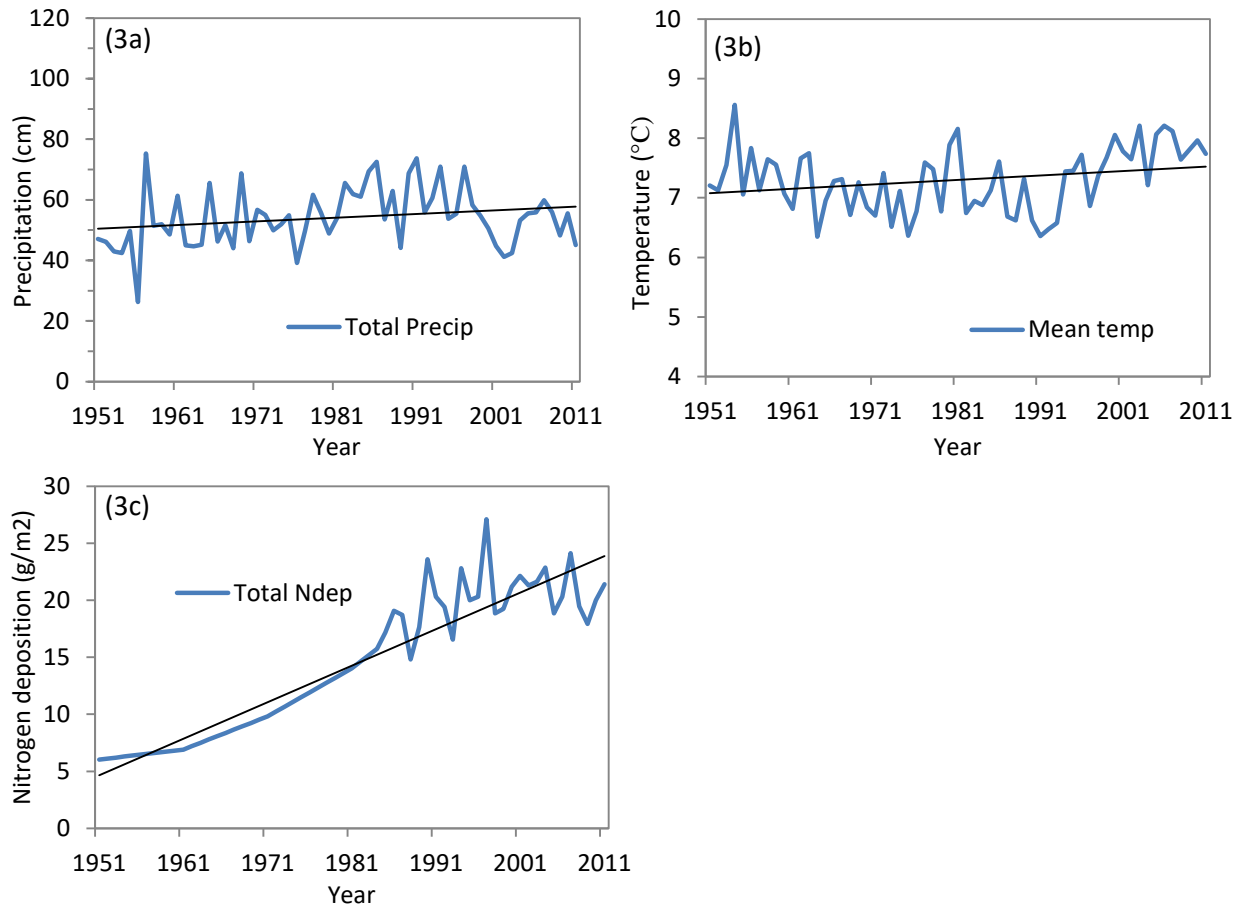 (3a)
Precipitation (cm)
120
100
80
60
40
20
0
Total Precip
1951 1961 1971 1981 1991 2001 2011
Year
(3b)
Temperature (°C)
10
9
8
7
6
5
4
Mean temp
1951 1961 1971 1981 1991 2001 2011
Year
(3c)
Nitrogen deposition (g/m2)
30
25
20
15
10
5
0
Total Ndep
1951 1961 1971 1981 1991 2001 2011
Year